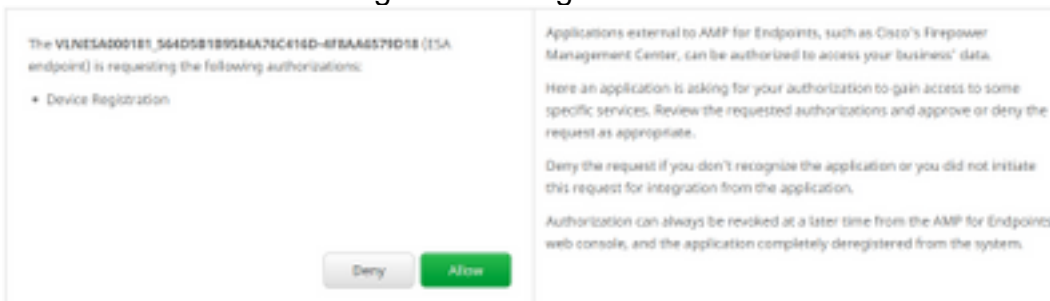 The VLNESA000181_564D5B1B9584A76C416D-4F8AA6579D18 (ESA
endpoint) is requesting the following authorizations:
• Device Registration
Deny
Allow
Applications external to AMP for Endpoints, such as Cisco's Firepower
Management Center, can be authorized to access your business' data.
Here an application is asking for your authorization to gain access to some
specific services. Review the requested authorizations and approve or deny the
request as appropriate.
Deny the request if you don't recognize the application or you did not initiate
this request for integration from the application.
Authorization can always be revoked at a later time from the AMP for Endpoints
web console, and the application completely deregistered from the system.